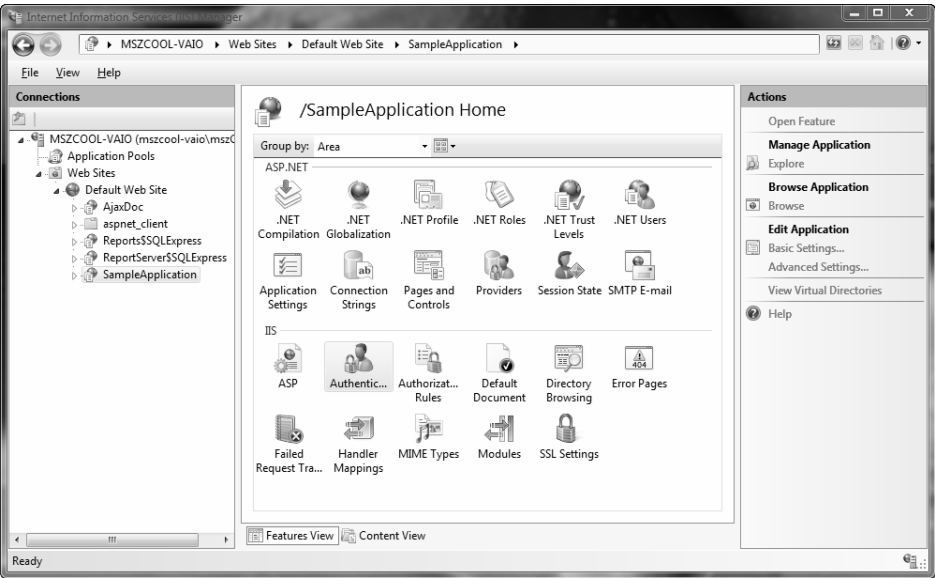 Internet Information Services (IIS) Manager
MSZCOOL-VAIO Web Sites Default Web Site SampleApplication
File View Help
Connections
MSZCOOL-VAIO (mszcool-vaio\mszC
Application Pools
Web Sites
Default Web Site
AjaxDoc
aspnet_client
Reports$SQLExpress
ReportServer$SQLExpress
SampleApplication
/SampleApplication Home
Group by: Area
ASP.NET
.NET Compilation
.NET Globalization
.NET Profile
.NET Roles
.NET Trust Levels
.NET Users
Application Settings
Connection Strings
Pages and Controls
Providers
Session State
SMTP E-mail
IIS
ASP
Authentic...
Authorizat... Rules
Default Document
Directory Browsing
404
Error Pages
Failed Request Tra...
Handler Mappings
MIME Types
Modules
SSL Settings
Features View
Content View
Actions
Open Feature
Manage Application
Explore
Browse Application
Browse
Edit Application
Basic Settings...
Advanced Settings...
View Virtual Directories
Help
Ready